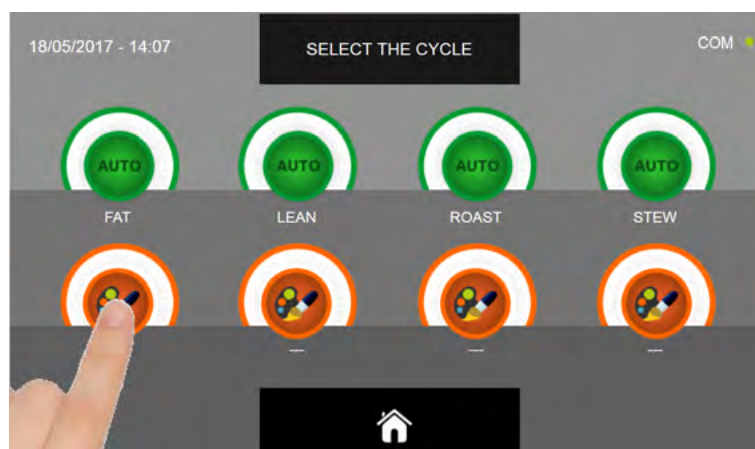 18/05/2017 - 14:07
SELECT THE CYCLE
COM
AUTO AUTO AUTO AUTO
FAT LEAN ROAST STEW
--- --- ---